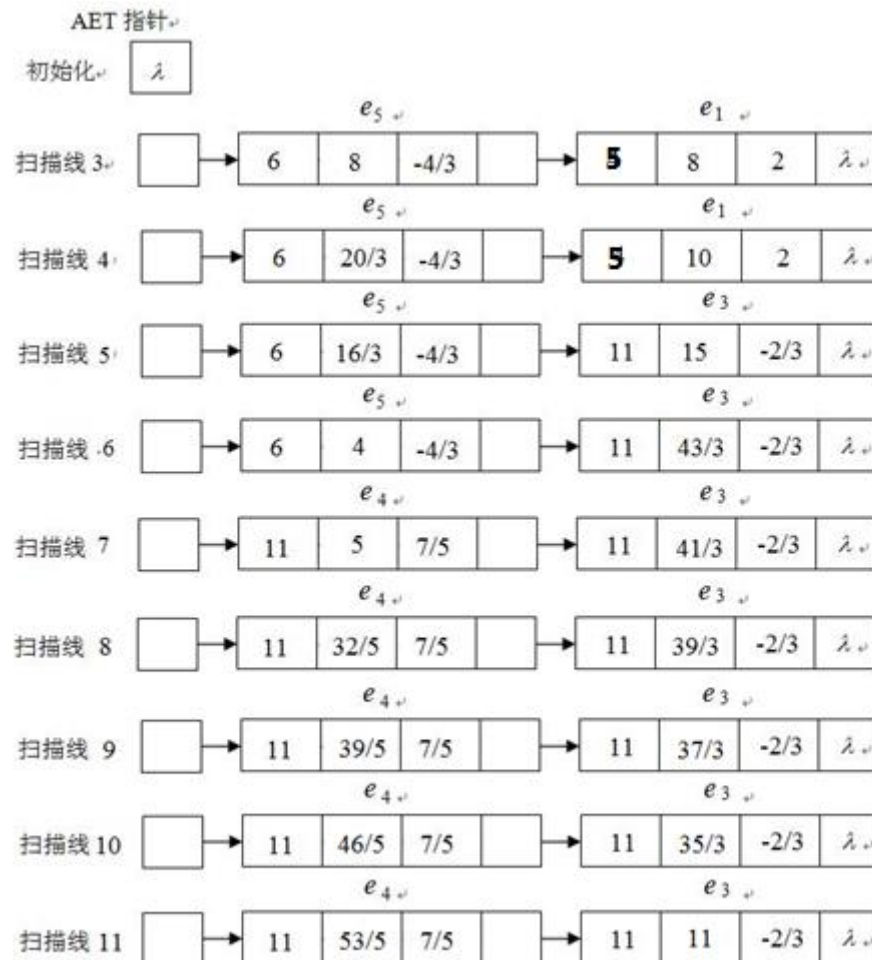 AET 指针
初始化 λ
e5 e1
扫描线 3 6 8 -4/3 5 8 2 λ
e5 e1
扫描线 4 6 20/3 -4/3 5 10 2 λ
e5 e3
扫描线 5 6 16/3 -4/3 11 15 -2/3 λ
e5 e3
扫描线 .6 6 4 -4/3 11 43/3 -2/3 λ
e4 e3
扫描线 7 11 5 7/5 11 41/3 -2/3 λ
e4 e3
扫描线 8 11 32/5 7/5 11 39/3 -2/3 λ
e4 e3
扫描线 9 11 39/5 7/5 11 37/3 -2/3 λ
e4 e3
扫描线 10 11 46/5 7/5 11 35/3 -2/3 λ
e4 e3
扫描线 11 11 53/5 7/5 11 11 -2/3 λ